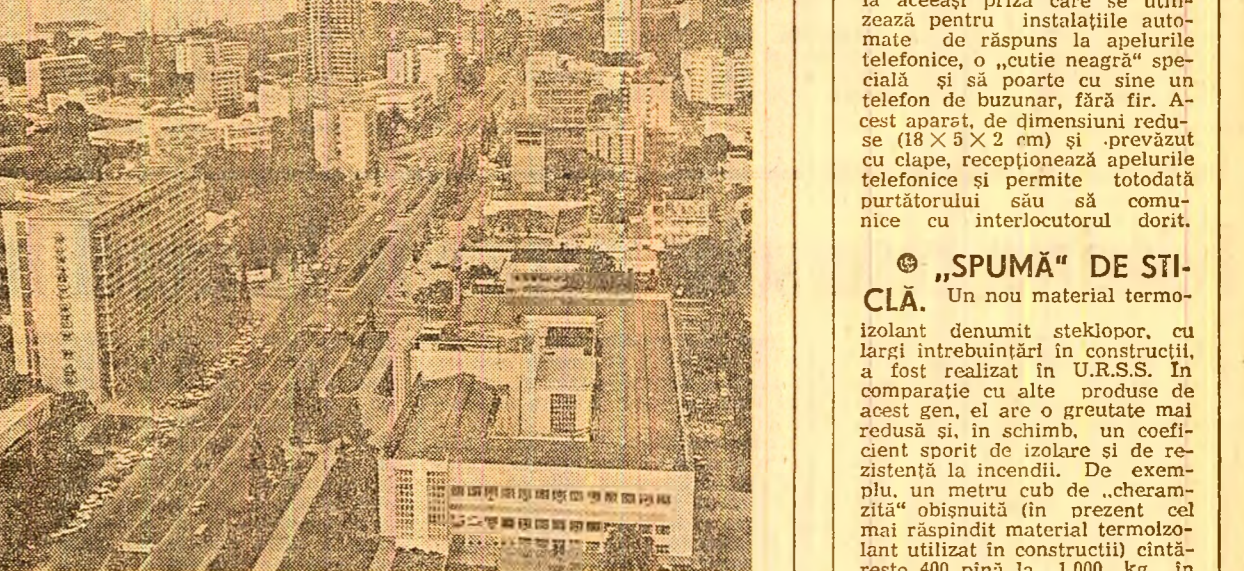 la aceeași priză care se utili-
zează pentru instalațiile auto-
mate de răspuns la apelurile
telefonice, o „cutie neagră“ spe-
cială și să poarte cu sine un
telefon de buzunar, fără fir. A-
cest aparat, de dimensiuni redu-
se (18 × 5 × 2 cm) și prevăzut
cu clape, recepționează apelurile
telefonice și permite totodată
purtătorului său să comu-
nice cu interlocutorul dorit.
„SPUMĂ“ DE STI-
CLĂ. Un nou material termo-
izolant denumit steklopor, cu
largi întrebuințări în construcții,
a fost realizat în U.R.S.S. În
comparație cu alte produse de
acest gen, el are o greutate mai
redusă și, în schimb, un coefi-
cient sporit de izolare și de re-
zistență la incendii. De exem-
plu, un metru cub de „cheram-
zită“ obișnuită (în prezent cel
mai răspîndit material termoizo-
lant utilizat în construcții) cîntă-
rește 400 pînă la 1.000 kg, în